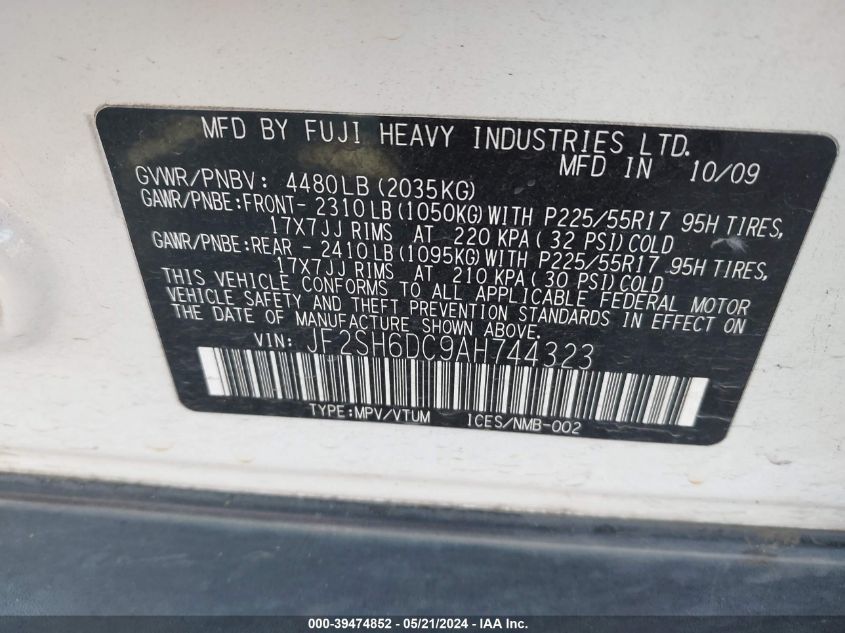 MFD BY FUJI HEAVY INDUSTRIES LTD.
MFD IN 10/09
GVWR/PNBV: 4480LB (2035KG)
GAWR/PNBE:FRONT- 2310LB (1050KG) WITH P225/55R17 95H TIRES,
17X7JJ RIMS AT 220 KPA ( 32 PSI) COLD
GAWR/PNBE:REAR - 2410LB (1095KG) WITH P225/55R17 95H TIRES,
17X7JJ RIMS AT 210 KPA ( 30 PSI) COLD
THIS VEHICLE CONFORMS TO ALL APPLICABLE FEDERAL MOTOR
VEHICLE SAFETY AND THEFT PREVENTION STANDARDS IN EFFECT ON
THE DATE OF MANUFACTURE SHOWN ABOVE.
VIN: JF2SH6DC9AH744323
TYPE:MPV/VTUM ICES/NMB-002
000-39474852 - 05/21/2024 - IAA Inc.